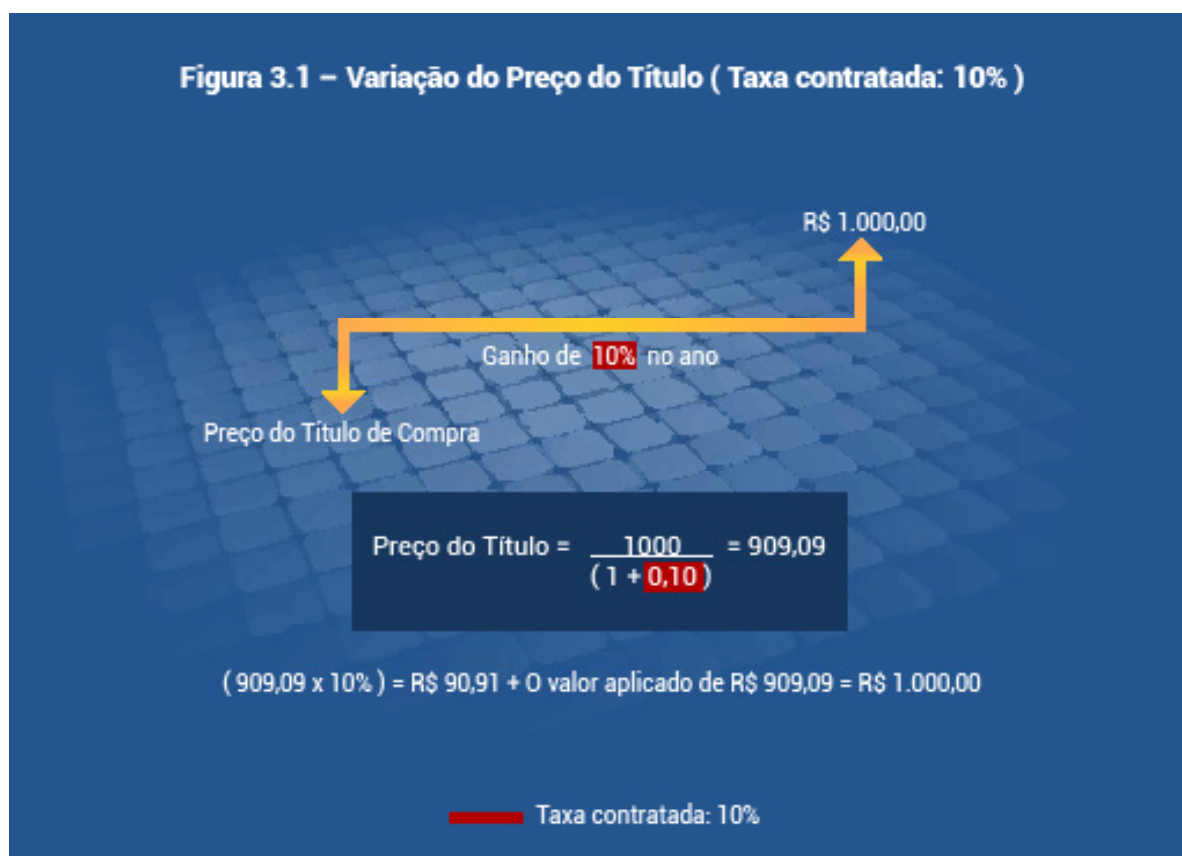 Figura 3.1 – Variação do Preço do Título ( Taxa contratada: 10% )
R$ 1.000,00
Ganho de 10% no ano
Preço do Título de Compra
Preço do Título = 1000 = 909,09
( 1 + 0,10 )
( 909,09 x 10% ) = R$ 90,91 + O valor aplicado de R$ 909,09 = R$ 1.000,00
Taxa contratada: 10%